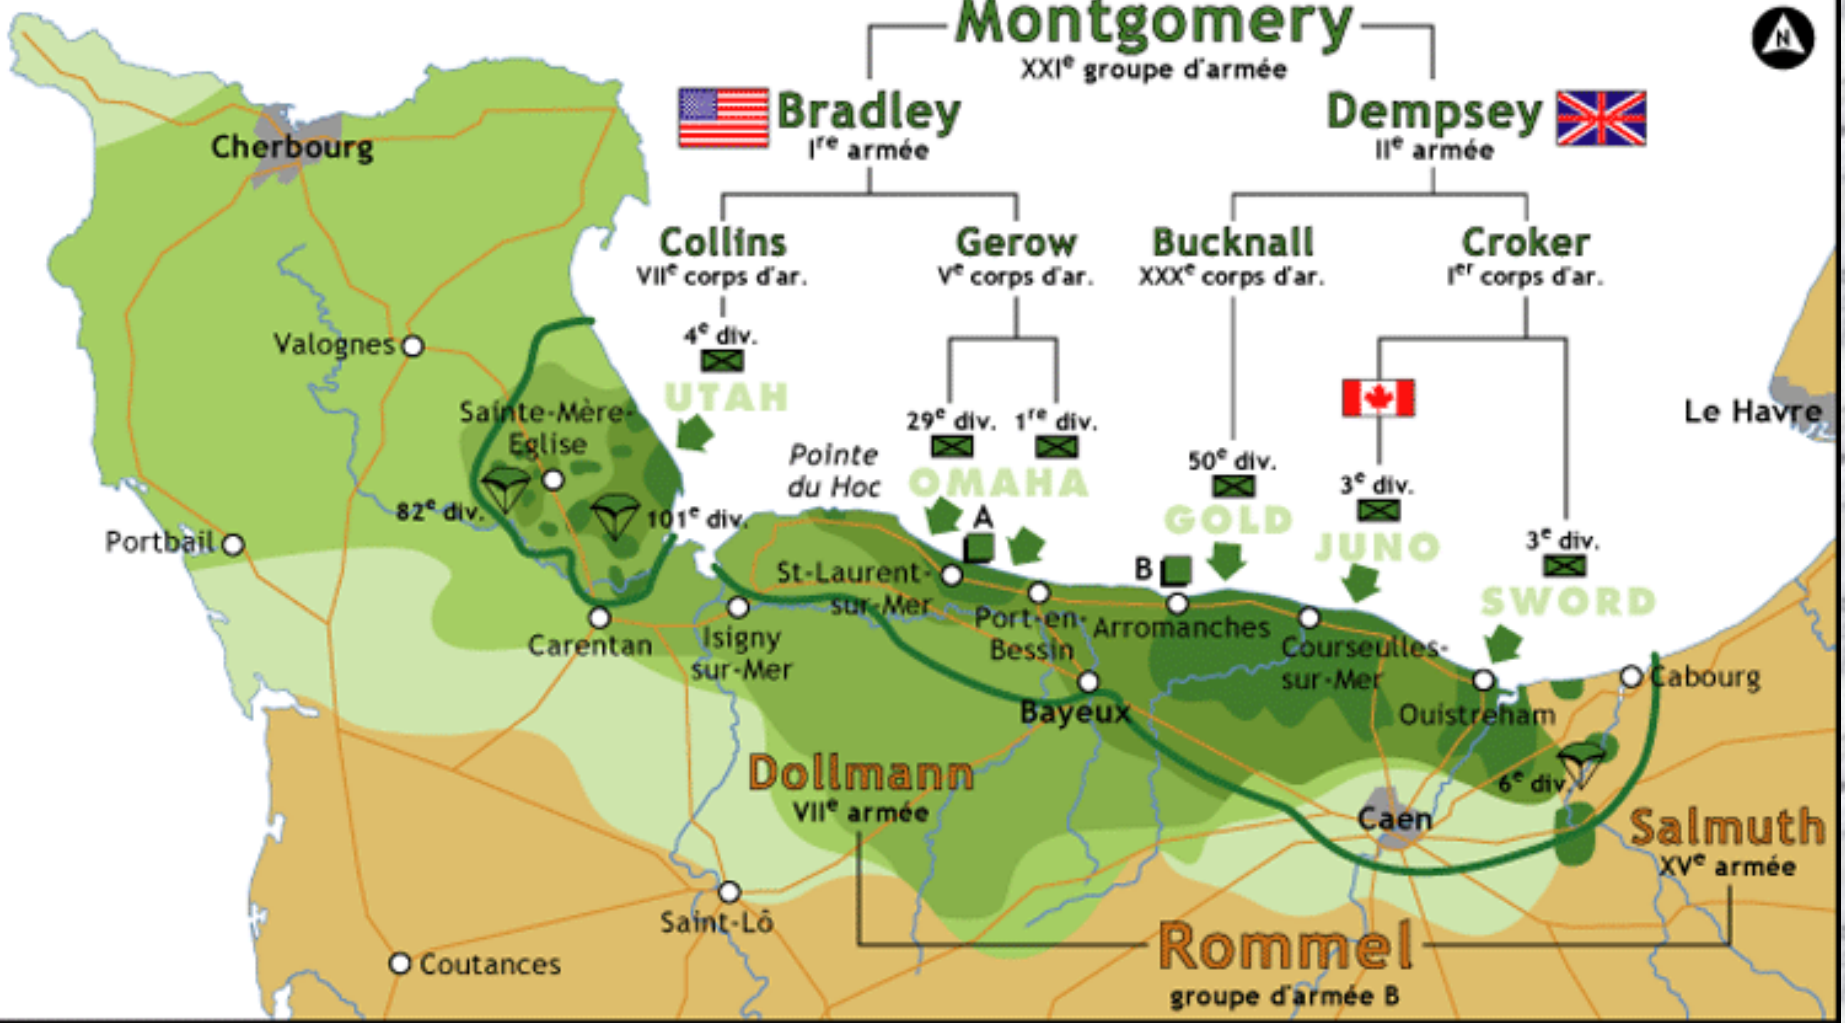 Montgomery
XXIe groupe d'armée
N
Bradley
Ire armée
Dempsey
IIe armée
Cherbourg
Collins
VIIe corps d'ar.
Gerow
Ve corps d'ar.
Bucknall
XXXe corps d'ar.
Croker
Ier corps d'ar.
Valognes
4e div.
UTAH
Sainte-Mère-
Eglise
29e div.
1re div.
OMAHA
Pointe
du Hoc
50e div.
GOLD
3e div.
JUNO
3e div.
SWORD
Le Havre
82e div.
101e div.
A
B
Portbail
St-Laurent-
sur-Mer
Carentan
Isigny
sur-Mer
Port-en-
Bessin
Arromanches
Courseulles-
sur-Mer
Ouistreham
Cabourg
Bayeux
6e div.
Dollmann
VIIe armée
Caen
Salmuth
XVe armée
Saint-Lô
Coutances
Rommel
groupe d'armée B